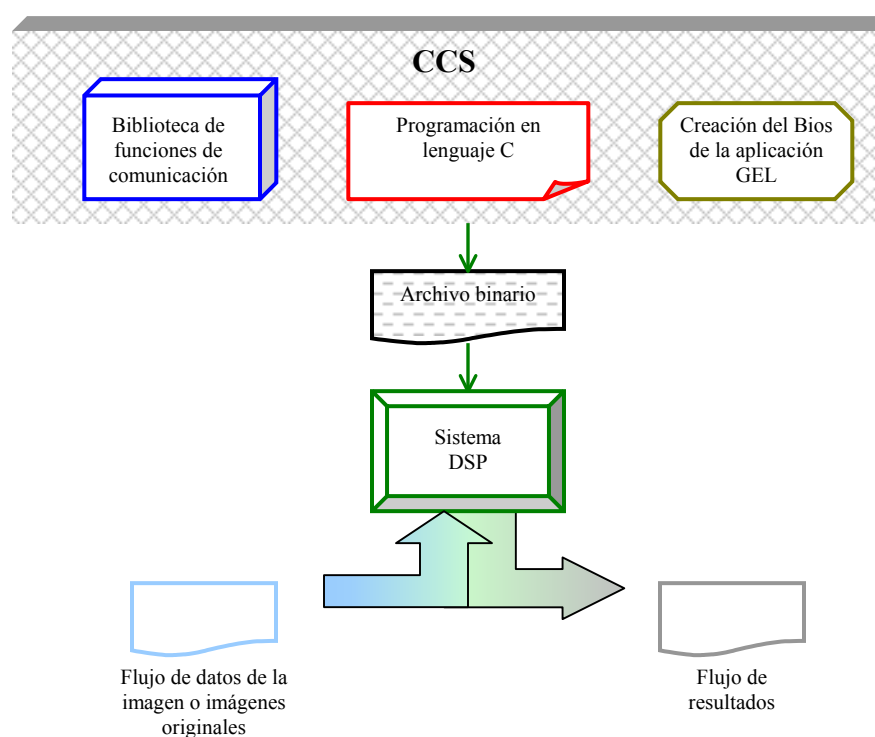 CCS
Biblioteca de
funciones de
comunicación
Programación en
lenguaje C
Creación del Bios
de la aplicación
GEL
Archivo binario
Sistema
DSP
Flujo de datos de la
imagen o imágenes
originales
Flujo de
resultados